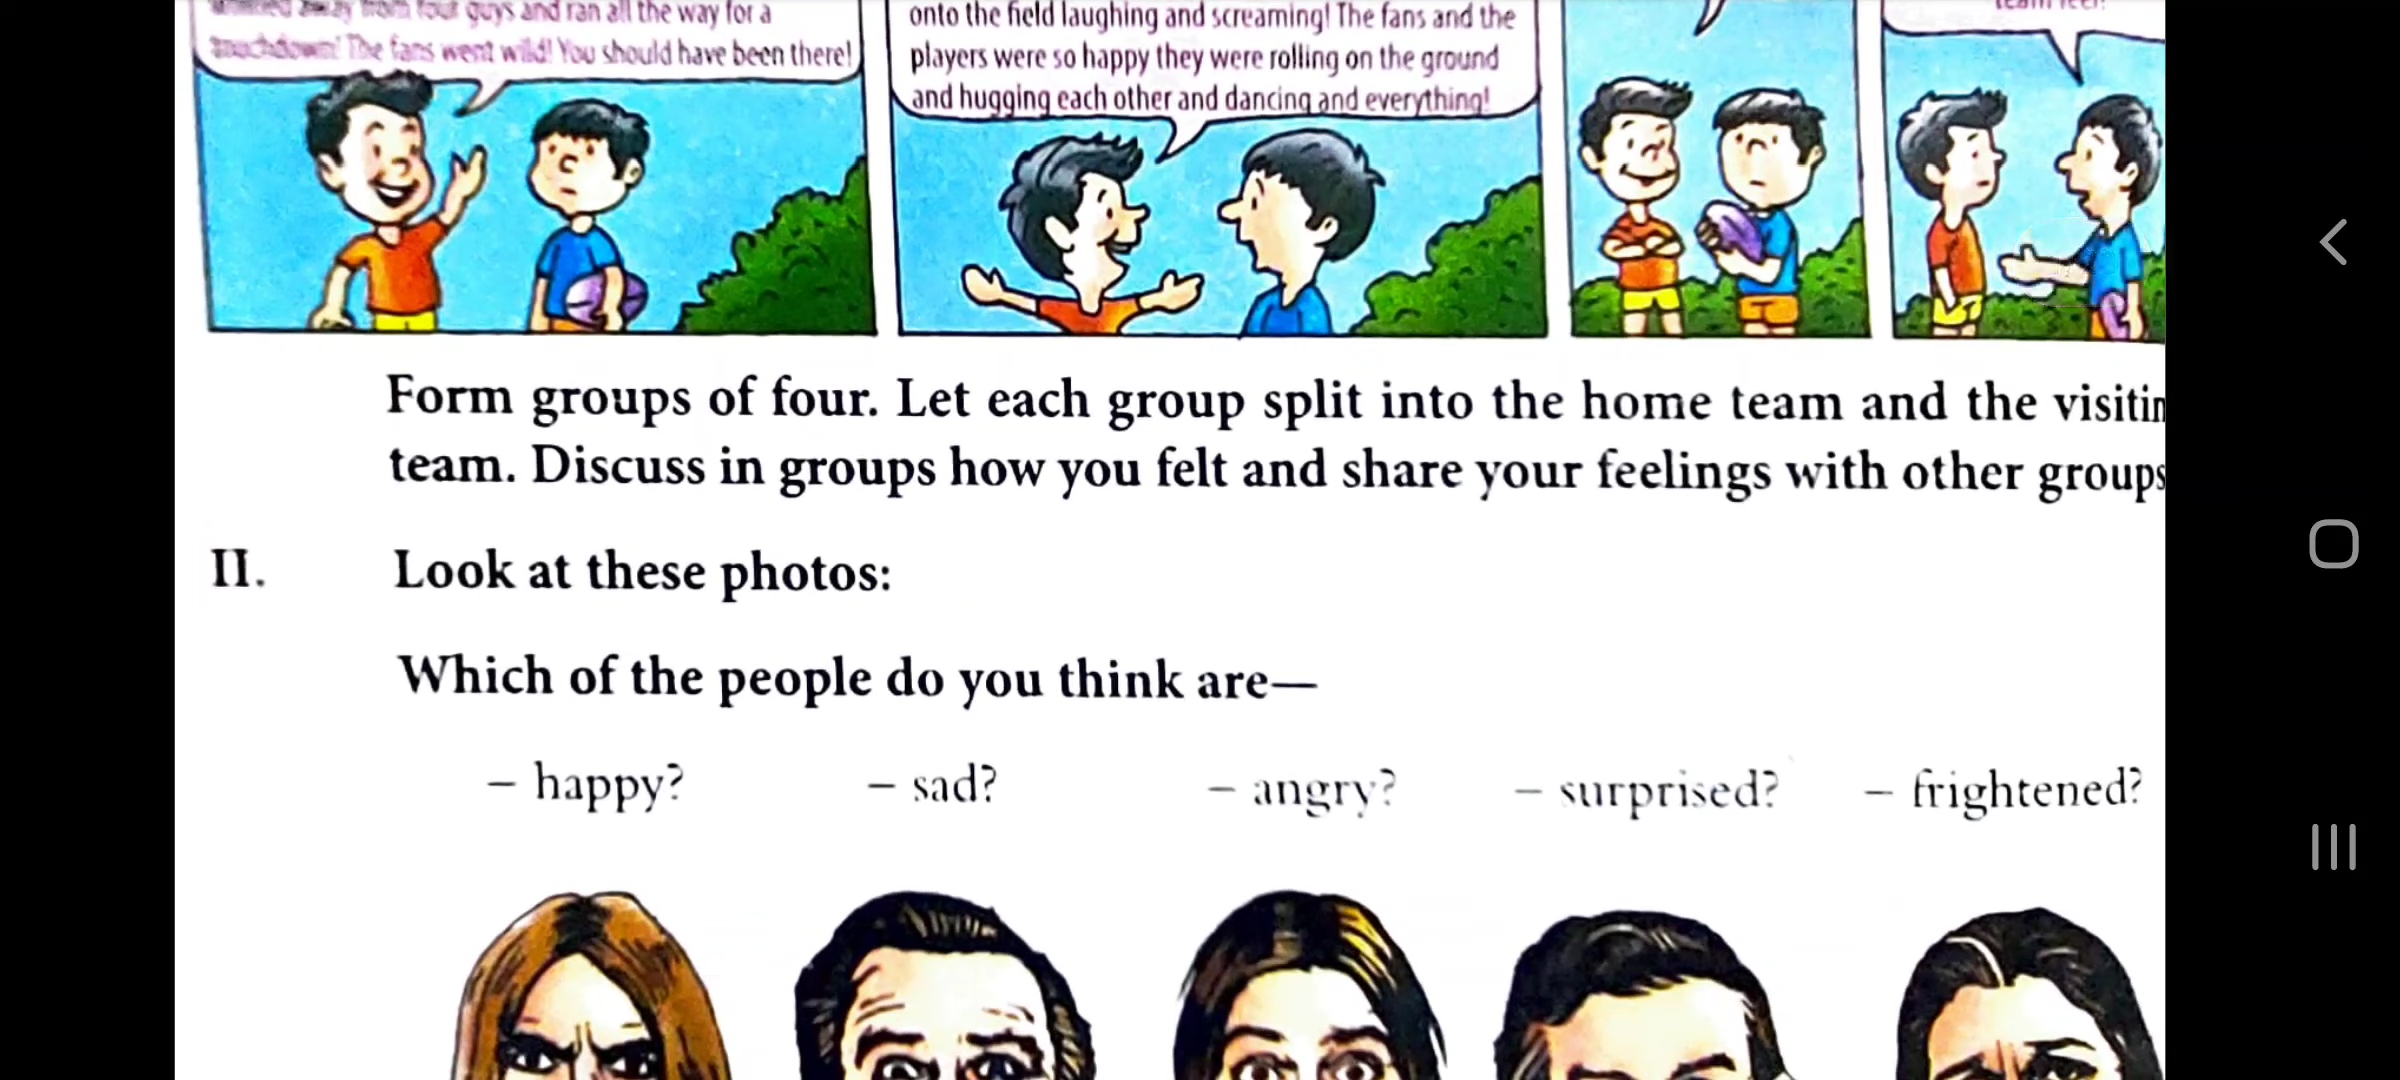 away from four guys and ran all the way for a
touchdown! The fans went wild! You should have been there!
onto the field laughing and screaming! The fans and the
players were so happy they were rolling on the ground
and hugging each other and dancing and everything!
Form groups of four. Let each group split into the home team and the visitin
team. Discuss in groups how you felt and share your feelings with other groups
II. Look at these photos:
Which of the people do you think are—
– happy? – sad? – angry? – surprised? – frightened?